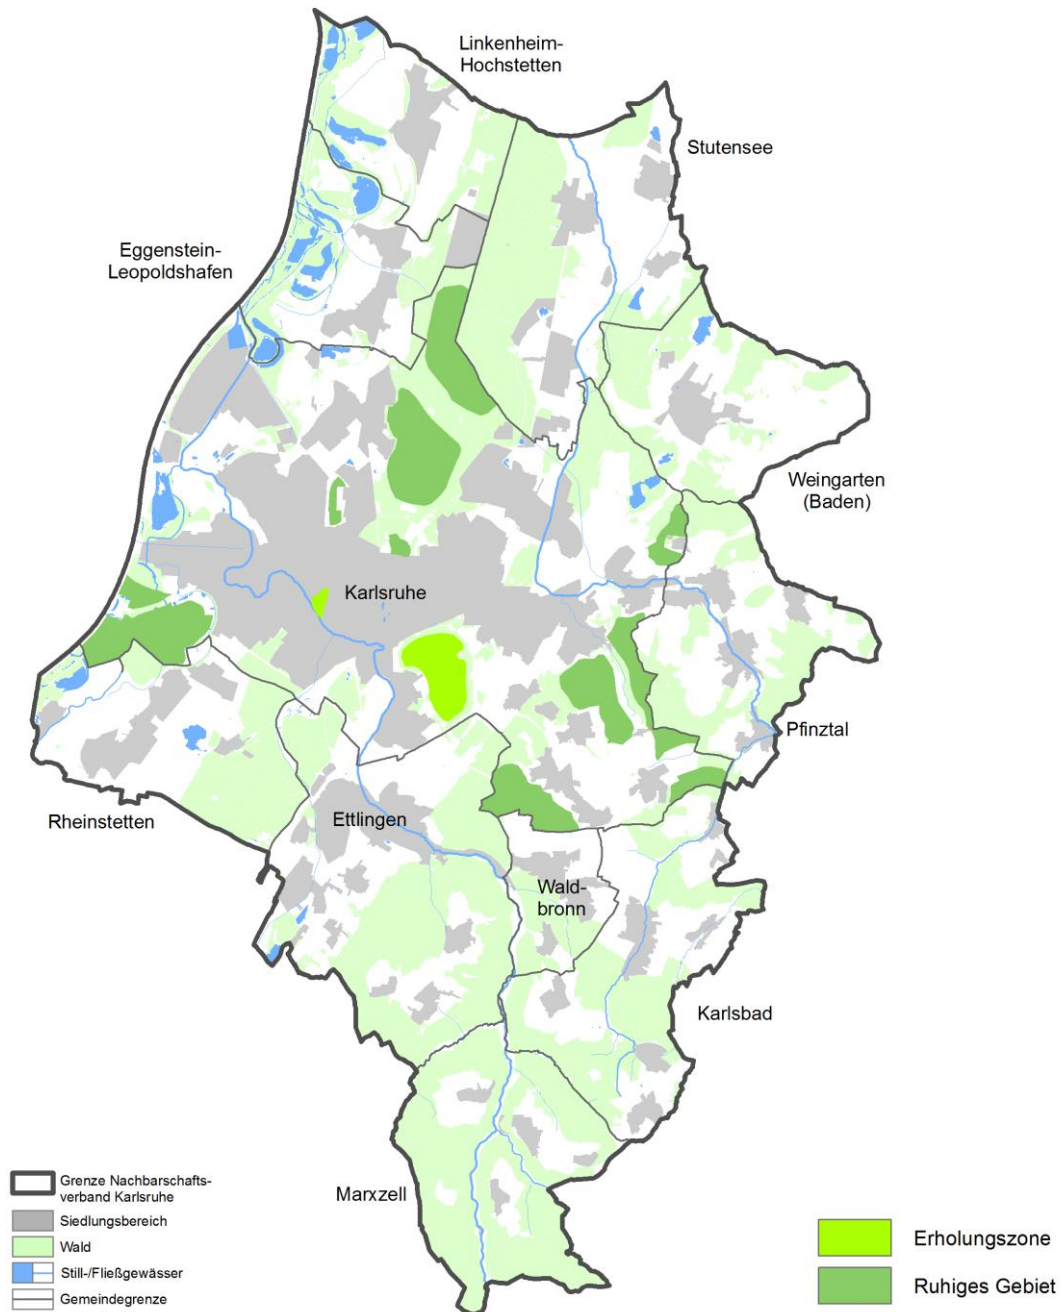 Linkenheim-
Hochstetten
Stutensee
Eggenstein-
Leopoldshafen
Weingarten
(Baden)
Karlsruhe
Pfinztal
Rheinstetten
Ettlingen
Wald-
bronn
Karlsbad
Marxzell
Grenze Nachbarschafts-
verband Karlsruhe
Siedlungsbereich
Wald
Still-/Fließgewässer
Gemeindegrenze
Erholungszone
Ruhiges Gebiet